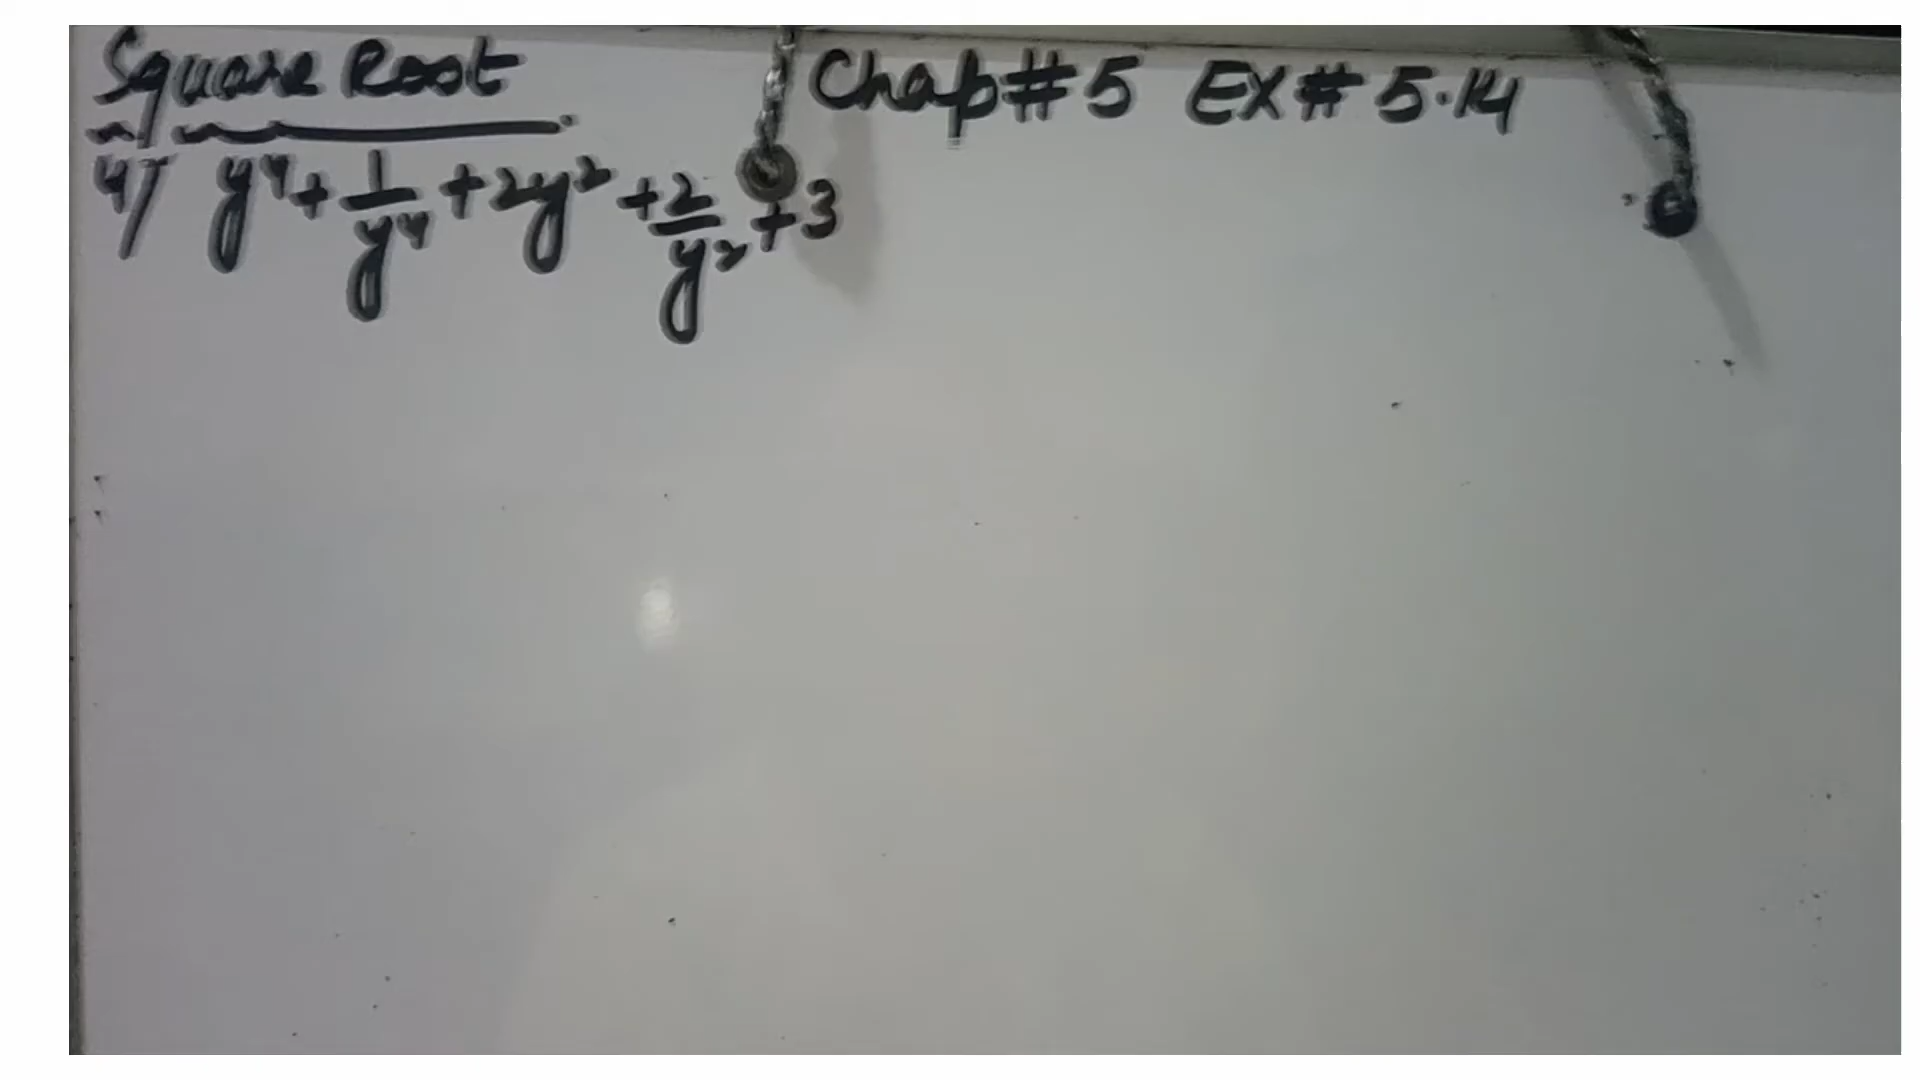 Square Root Chap # 5 EX # 5.14
4) y⁴ + 1/y⁴ + 2y² + 2/y² + 3